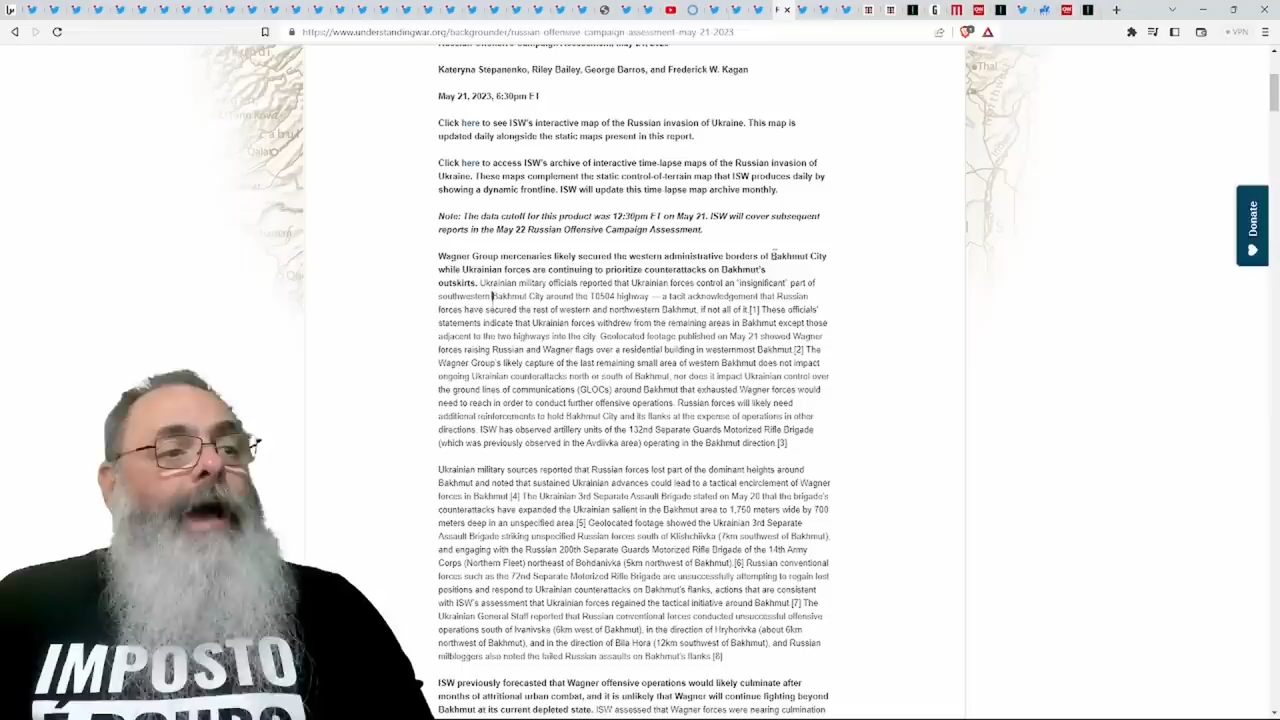 https://www.understandingwar.org/backgrounder/russian-offensive-campaign-assessment-may-21-2023
VPN
Kateryna Stepanenko, Riley Bailey, George Barros, and Frederick W. Kagan
May 21, 2023, 6:30pm ET
Click here to see ISW's interactive map of the Russian invasion of Ukraine. This map is
updated daily alongside the static maps present in this report.
Click here to access ISW's archive of interactive time-lapse maps of the Russian invasion of
Ukraine. These maps complement the static control-of-terrain map that ISW produces daily by
showing a dynamic frontline. ISW will update this time lapse map archive monthly.
Note: The data cutoff for this product was 12:30pm ET on May 21. ISW will cover subsequent
reports in the May 22 Russian Offensive Campaign Assessment.
Wagner Group mercenaries likely secured the western administrative borders of Bakhmut City
while Ukrainian forces are continuing to prioritize counterattacks on Bakhmut's
outskirts. Ukrainian military officials reported that Ukrainian forces control an "insignificant" part of
southwestern Bakhmut City around the T0504 highway — a tacit acknowledgement that Russian
forces have secured the rest of western and northwestern Bakhmut, if not all of it.[1] These officials'
statements indicate that Ukrainian forces withdrew from the remaining areas in Bakhmut except those
adjacent to the two highways into the city. Geolocated footage published on May 21 showed Wagner
forces raising Russian and Wagner flags over a residential building in westernmost Bakhmut.[2] The
Wagner Group's likely capture of the last remaining small area of western Bakhmut does not impact
ongoing Ukrainian counterattacks north or south of Bakhmut, nor does it impact Ukrainian control over
the ground lines of communications (GLOCs) around Bakhmut that exhausted Wagner forces would
need to reach in order to conduct further offensive operations. Russian forces will likely need
additional reinforcements to hold Bakhmut City and its flanks at the expense of operations in other
directions. ISW has observed artillery units of the 132nd Separate Guards Motorized Rifle Brigade
(which was previously observed in the Avdiivka area) operating in the Bakhmut direction.[3]
Ukrainian military sources reported that Russian forces lost part of the dominant heights around
Bakhmut and noted that sustained Ukrainian advances could lead to a tactical encirclement of Wagner
forces in Bakhmut.[4] The Ukrainian 3rd Separate Assault Brigade stated on May 20 that the brigade's
counterattacks have expanded the Ukrainian salient in the Bakhmut area to 1,750 meters wide by 700
meters deep in an unspecified area.[5] Geolocated footage showed the Ukrainian 3rd Separate
Assault Brigade striking unspecified Russian forces south of Klishchiivka (7km southwest of Bakhmut),
and engaging with the Russian 200th Separate Guards Motorized Rifle Brigade of the 14th Army
Corps (Northern Fleet) northeast of Bohdanivka (5km northwest of Bakhmut).[6] Russian conventional
forces such as the 72nd Separate Motorized Rifle Brigade are unsuccessfully attempting to regain lost
positions and respond to Ukrainian counterattacks on Bakhmut's flanks, actions that are consistent
with ISW's assessment that Ukrainian forces regained the tactical initiative around Bakhmut.[7] The
Ukrainian General Staff reported that Russian conventional forces conducted unsuccessful offensive
operations south of Ivanivske (6km west of Bakhmut), in the direction of Hryhorivka (about 6km
northwest of Bakhmut), and in the direction of Bila Hora (12km southwest of Bakhmut), and Russian
milbloggers also noted the failed Russian assaults on Bakhmut's flanks.[8]
ISW previously forecasted that Wagner offensive operations would likely culminate after
months of attritional urban combat, and it is unlikely that Wagner will continue fighting beyond
Bakhmut at its current depleted state. ISW assessed that Wagner forces were nearing culmination
Donate
IMPOSTO